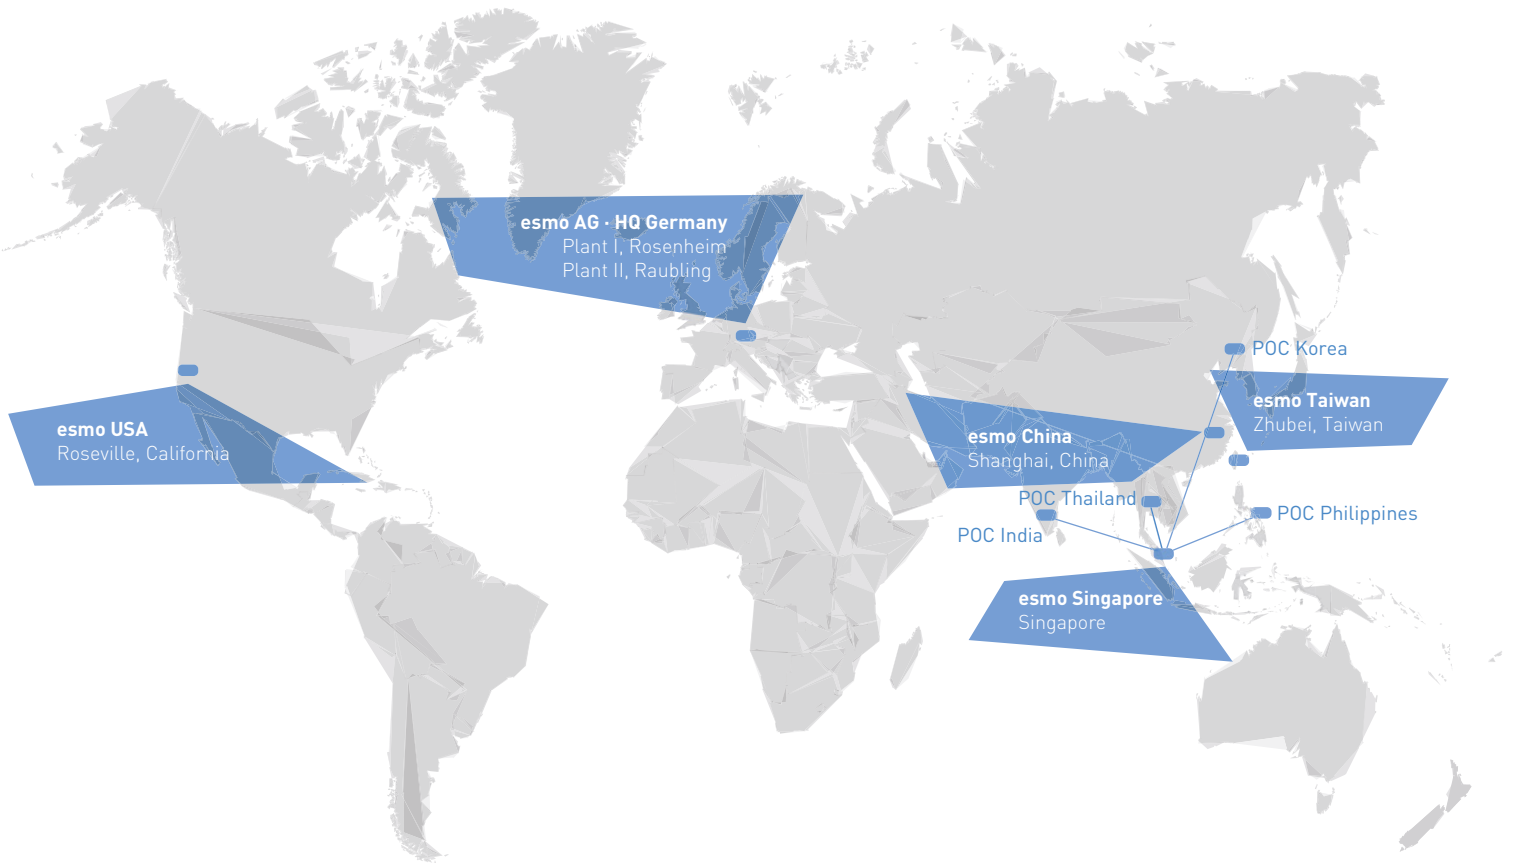 esmo AG · HQ Germany
Plant I, Rosenheim
Plant II, Raubling
POC Korea
esmo Taiwan
Zhubei, Taiwan
esmo USA
Roseville, California
esmo China
Shanghai, China
POC Thailand
POC Philippines
POC India
esmo Singapore
Singapore